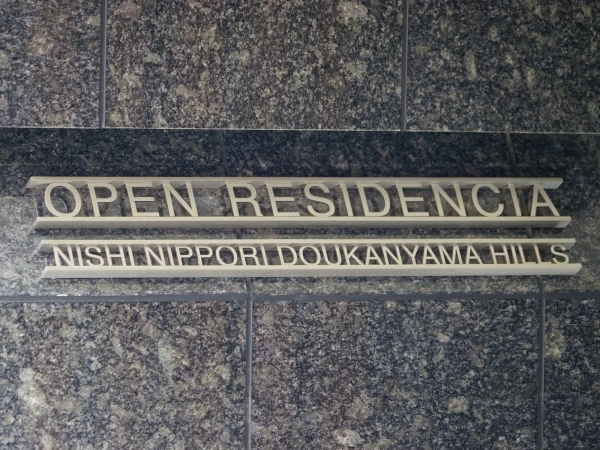 OPEN RESIDENCIA
NISHI NIPPORI DOUKANYAMA HILLS